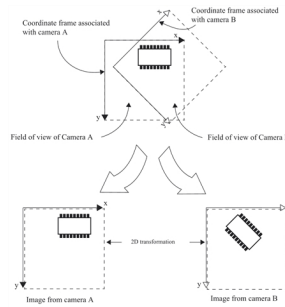 Coordinate frame associated
with camera B
Coordinate frame associated
with camera A
x
y
Field of view of Camera A
Field of view of Camera
x
y
2D transformation
y
Image from camera A
Image from camera B